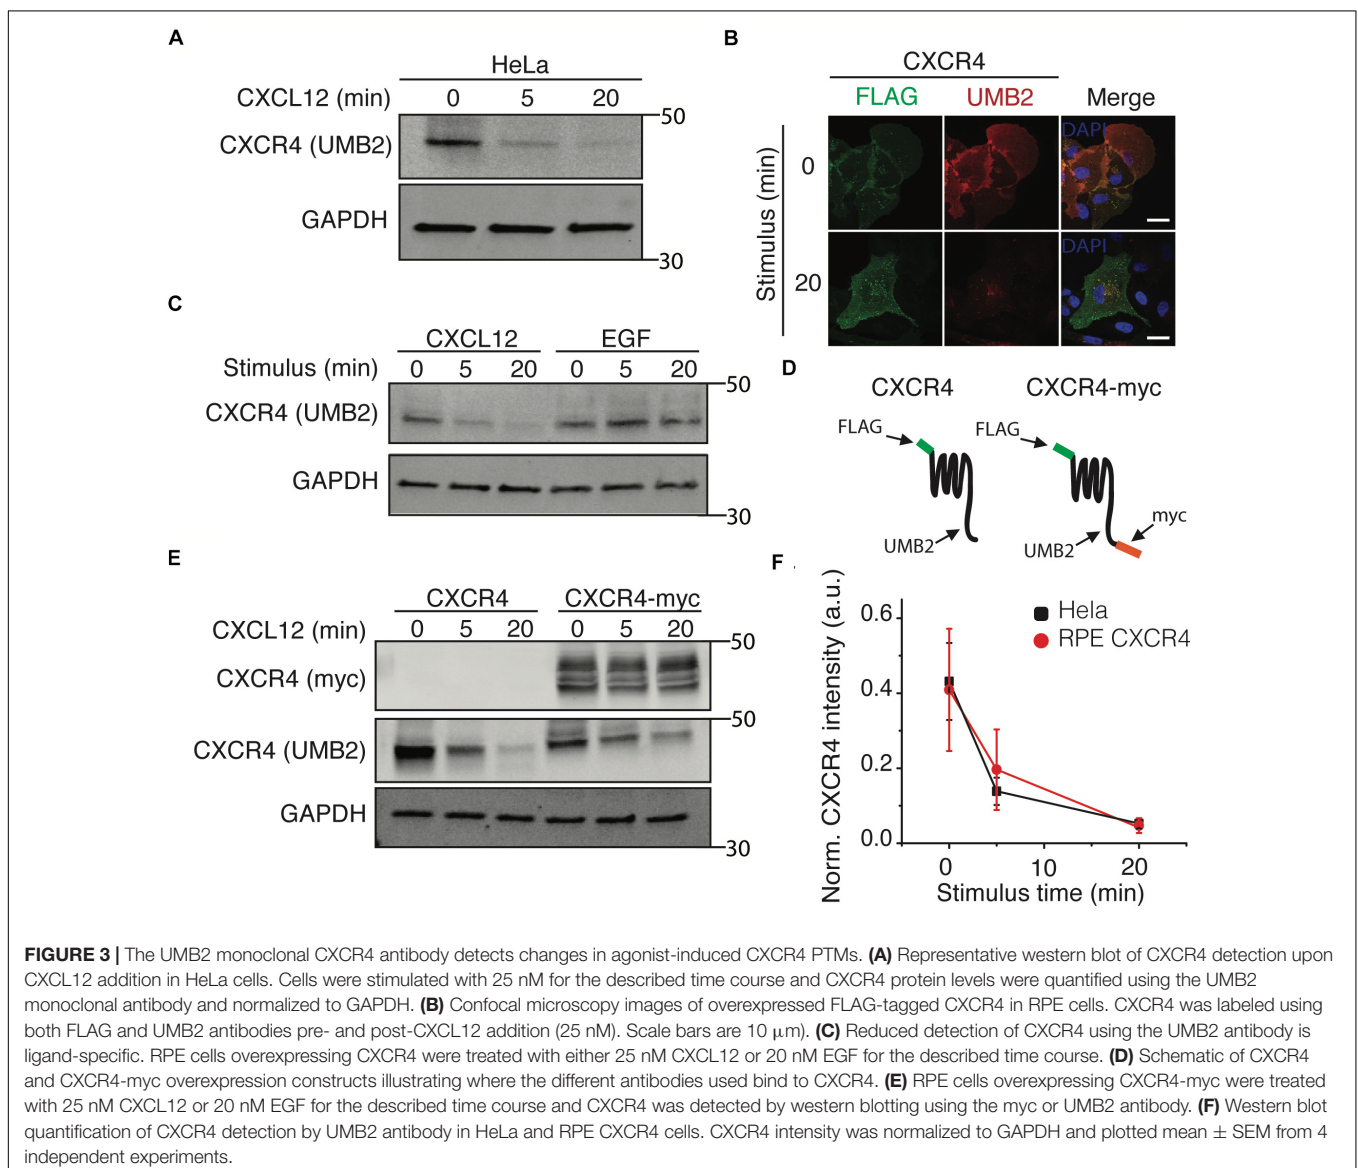 A
HeLa
CXCL12 (min) 0 5 20
50
CXCR4 (UMB2)
GAPDH
30
B
CXCR4
FLAG UMB2 Merge
Stimulus (min)
0
DAPI
20
DAPI
C
CXCL12 EGF
Stimulus (min) 0 5 20 0 5 20
50
CXCR4 (UMB2)
GAPDH
30
D
CXCR4 CXCR4-myc
FLAG FLAG
myc
UMB2 UMB2
E
CXCR4 CXCR4-myc
CXCL12 (min) 0 5 20 0 5 20
50
CXCR4 (myc)
50
CXCR4 (UMB2)
GAPDH
30
F
Norm. CXCR4 intensity (a.u.)
0.6
0.4
0.2
0.0
Hela
RPE CXCR4
0 10 20
Stimulus time (min)
FIGURE 3 | The UMB2 monoclonal CXCR4 antibody detects changes in agonist-induced CXCR4 PTMs. (A) Representative western blot of CXCR4 detection upon
CXCL12 addition in HeLa cells. Cells were stimulated with 25 nM for the described time course and CXCR4 protein levels were quantified using the UMB2
monoclonal antibody and normalized to GAPDH. (B) Confocal microscopy images of overexpressed FLAG-tagged CXCR4 in RPE cells. CXCR4 was labeled using
both FLAG and UMB2 antibodies pre- and post-CXCL12 addition (25 nM). Scale bars are 10 μm). (C) Reduced detection of CXCR4 using the UMB2 antibody is
ligand-specific. RPE cells overexpressing CXCR4 were treated with either 25 nM CXCL12 or 20 nM EGF for the described time course. (D) Schematic of CXCR4
and CXCR4-myc overexpression constructs illustrating where the different antibodies used bind to CXCR4. (E) RPE cells overexpressing CXCR4-myc were treated
with 25 nM CXCL12 or 20 nM EGF for the described time course and CXCR4 was detected by western blotting using the myc or UMB2 antibody. (F) Western blot
quantification of CXCR4 detection by UMB2 antibody in HeLa and RPE CXCR4 cells. CXCR4 intensity was normalized to GAPDH and plotted mean ± SEM from 4
independent experiments.